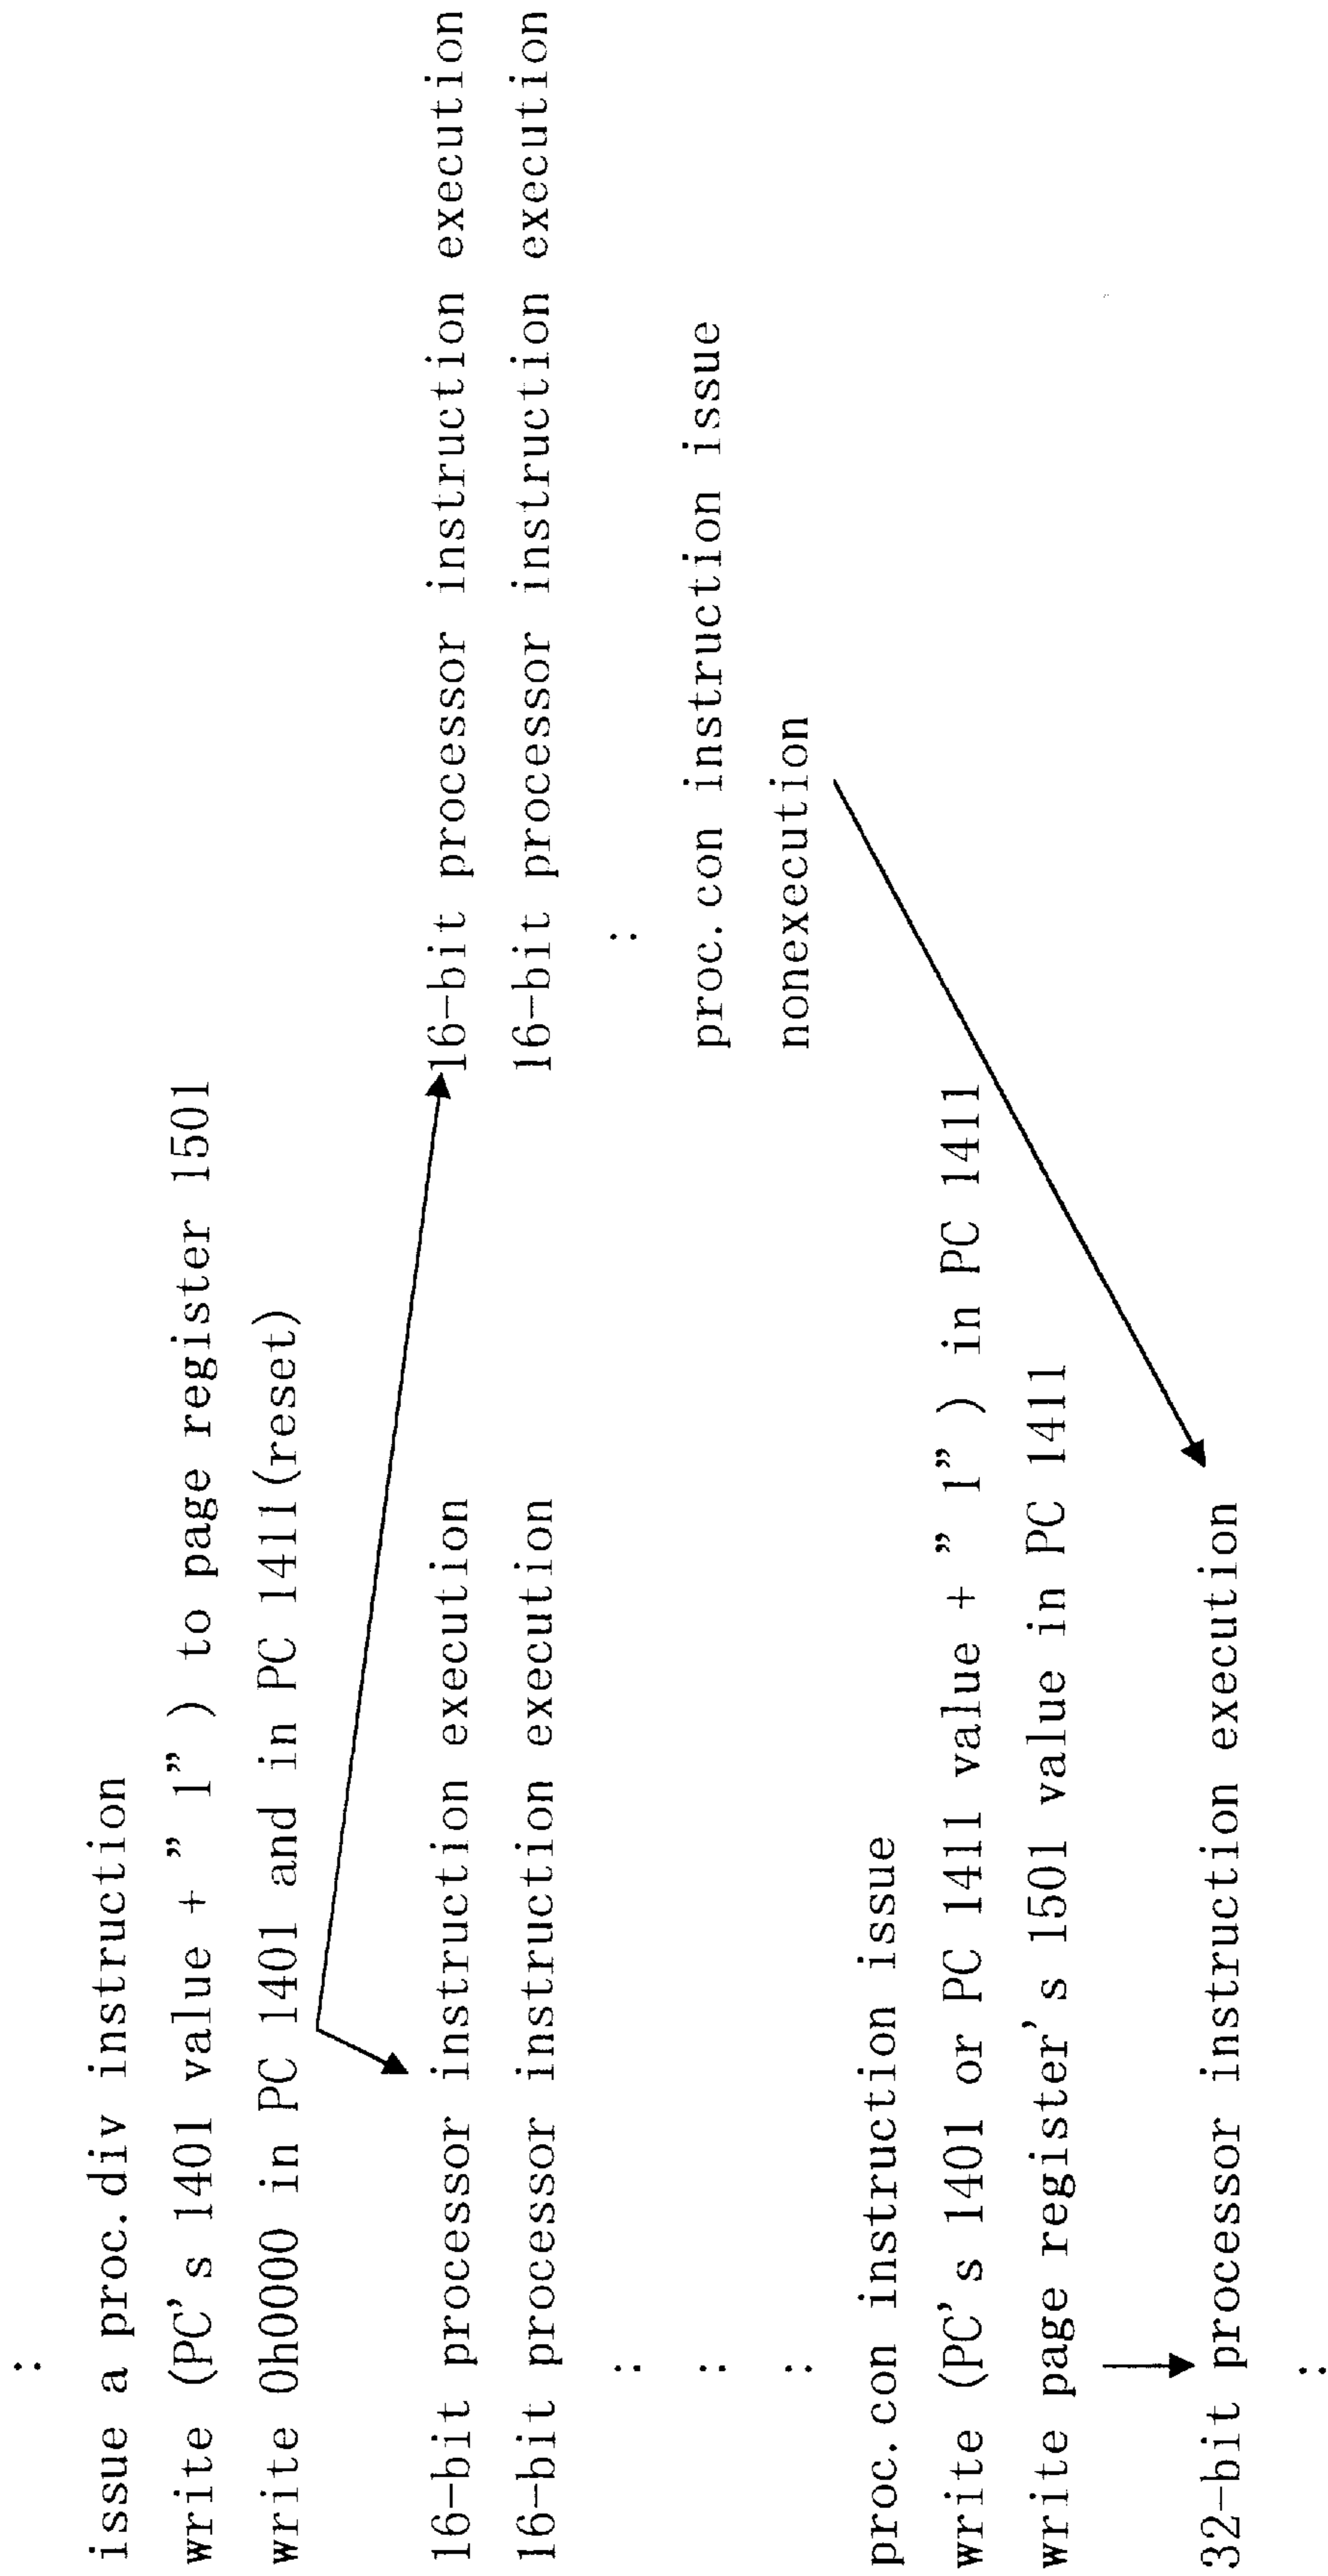 :
issue a proc.div instruction
write (PC's 1401 value + ” 1” ) to page register 1501
write 0h0000 in PC 1401 and in PC 1411(reset)
16-bit processor instruction execution
16-bit processor instruction execution
16-bit processor instruction execution
16-bit processor instruction execution
:
:
:
:
proc.con instruction issue
nonexecution
proc.con instruction issue
write (PC's 1401 or PC 1411 value + ” 1” ) in PC 1411
write page register's 1501 value in PC 1411
32-bit processor instruction execution
: